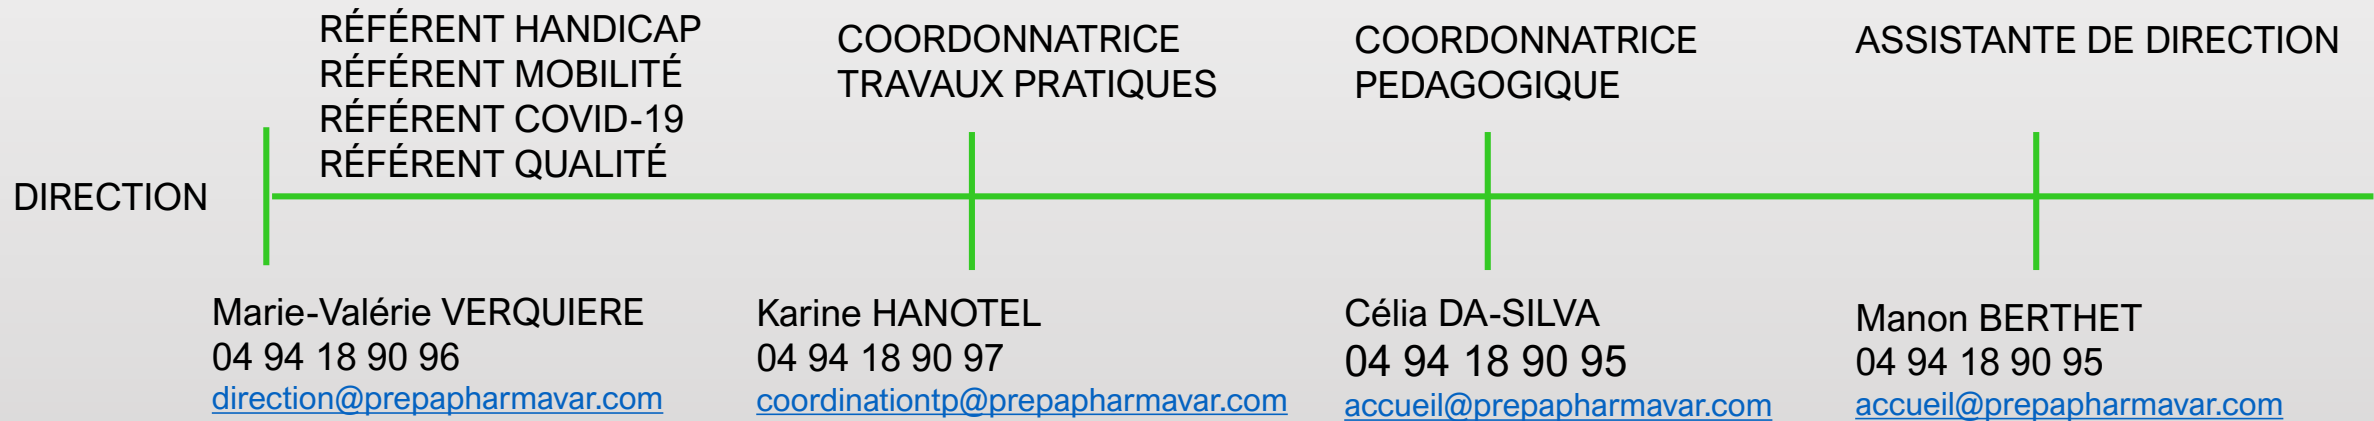 DIRECTION
RÉFÉRENT HANDICAP
RÉFÉRENT MOBILITÉ
RÉFÉRENT COVID-19
RÉFÉRENT QUALITÉ
Marie-Valérie VERQUIERE
04 94 18 90 96
direction@prepapharmavar.com
COORDONNATRICE
TRAVAUX PRATIQUES
Karine HANOTEL
04 94 18 90 97
coordinationtp@prepapharmavar.com
COORDONNATRICE
PEDAGOGIQUE
Célia DA-SILVA
04 94 18 90 95
accueil@prepapharmavar.com
ASSISTANTE DE DIRECTION
Manon BERTHET
04 94 18 90 95
accueil@prepapharmavar.com